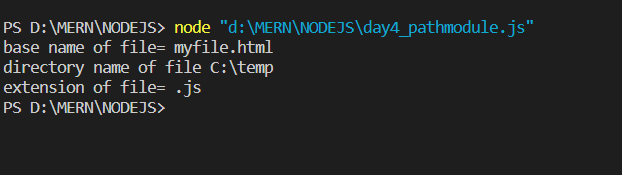 PS D:\MERN\NODEJS> node "d:\MERN\NODEJS\day4_pathmodule.js"
base name of file= myfile.html
directory name of file C:\temp
extension of file= .js
PS D:\MERN\NODEJS>